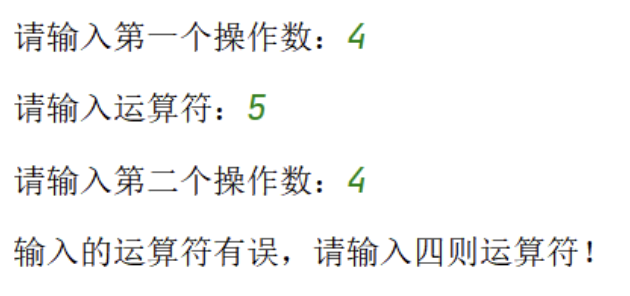 请输入第一个操作数：4
请输入运算符：5
请输入第二个操作数：4
输入的运算符有误，请输入四则运算符！